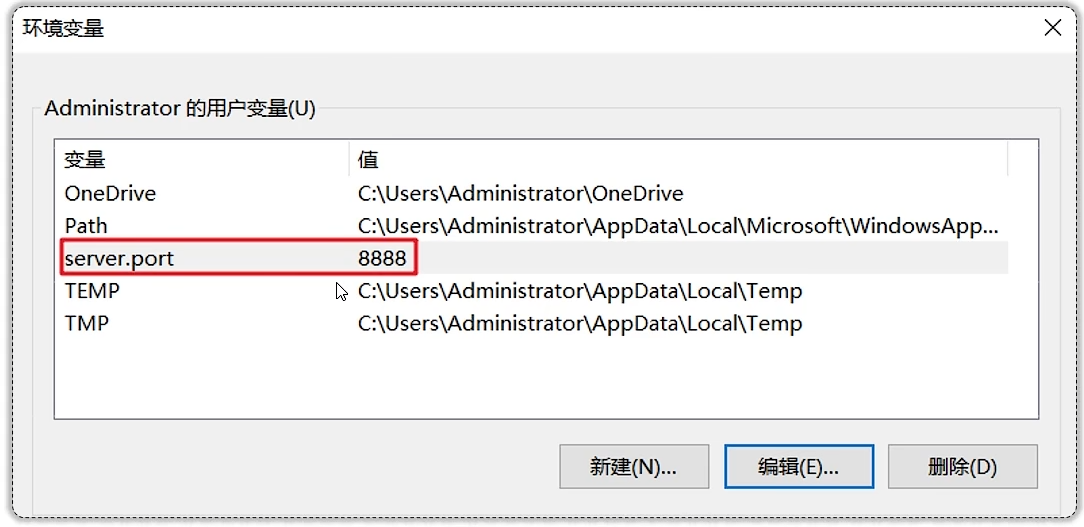 环境变量
Administrator 的用户变量(U)
变量 值
OneDrive C:\Users\Administrator\OneDrive
Path C:\Users\Administrator\AppData\Local\Microsoft\WindowsApp...
server.port 8888
TEMP C:\Users\Administrator\AppData\Local\Temp
TMP C:\Users\Administrator\AppData\Local\Temp
新建(N)... 编辑(E)... 删除(D)